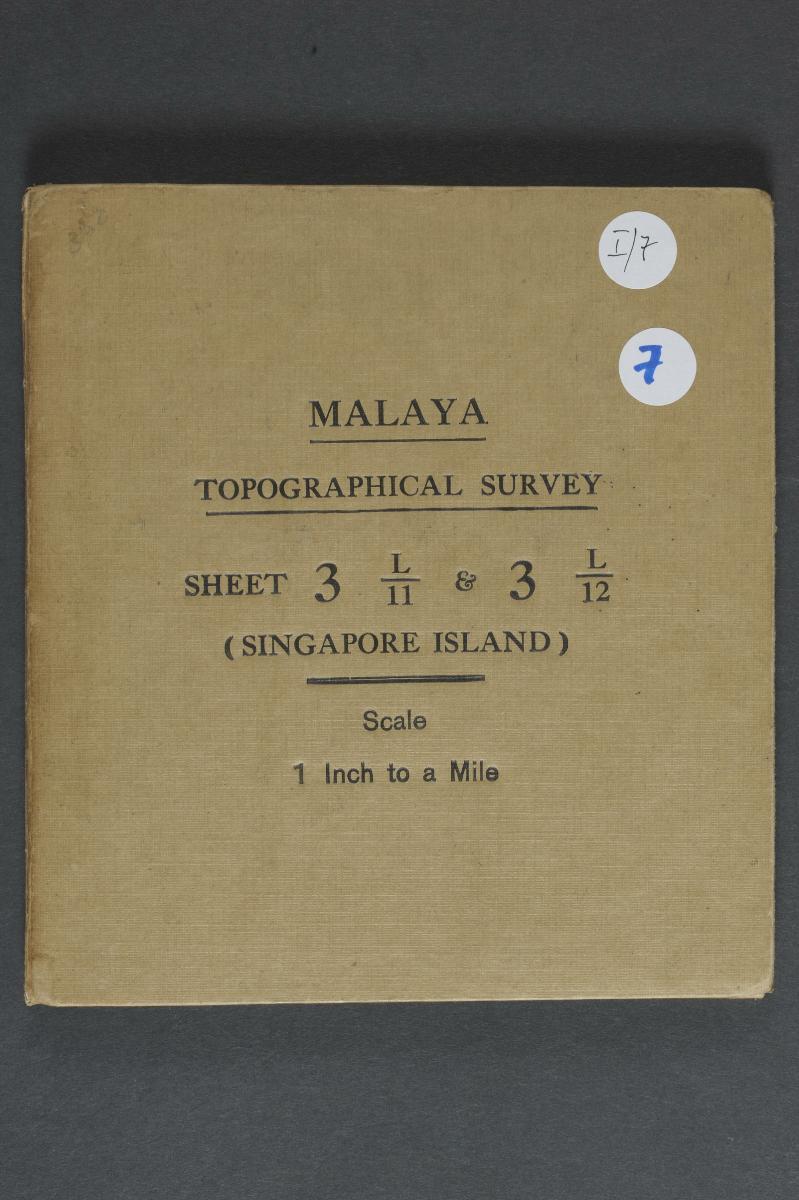 I/7
7
MALAYA
TOPOGRAPHICAL SURVEY
SHEET 3 L/11 & 3 L/12
(SINGAPORE ISLAND)
Scale
1 Inch to a Mile